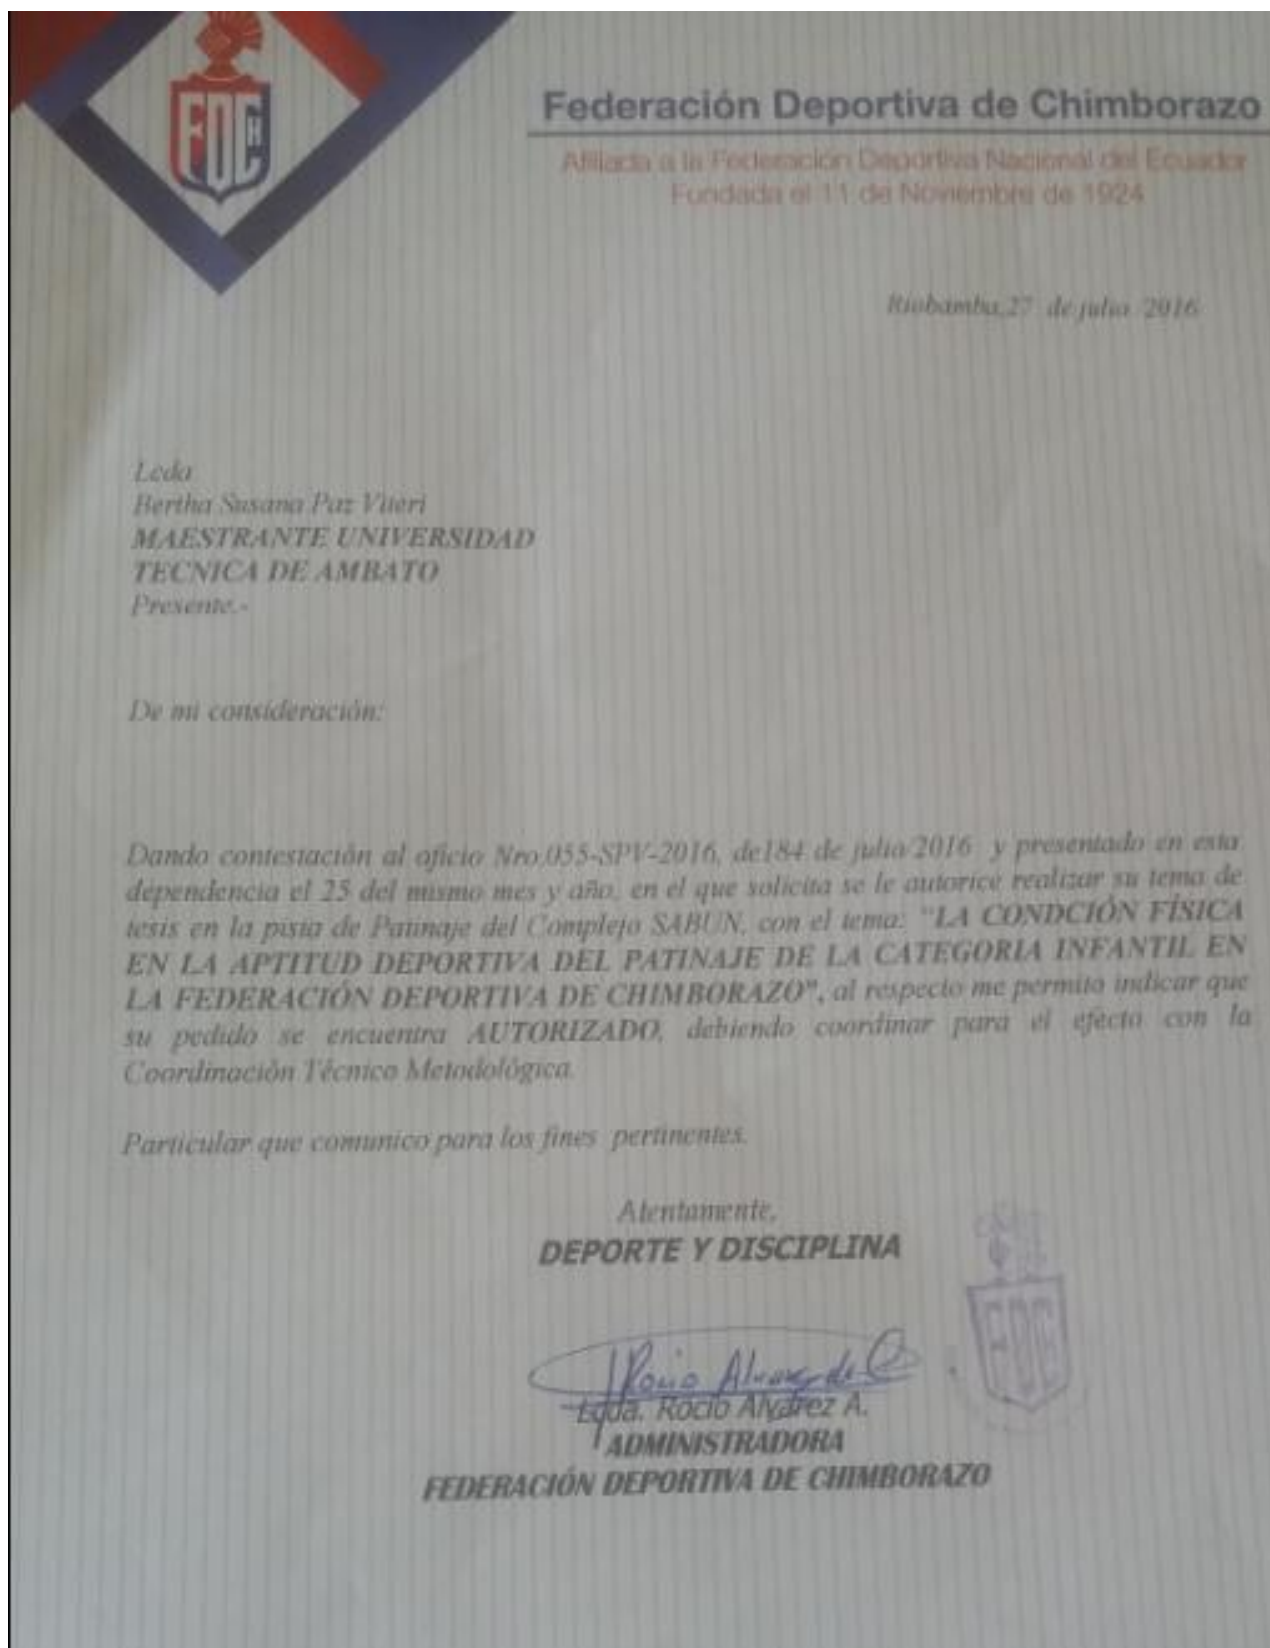 FDCH
Federación Deportiva de Chimborazo
Afiliada a la Federación Deportiva Nacional del Ecuador
Fundada el 11 de Noviembre de 1924
Riobamba,27 de julio 2016
Lcda
Bertha Susana Paz Viteri
MAESTRANTE UNIVERSIDAD
TECNICA DE AMBATO
Presente.-
De mi consideración:
Dando contestación al oficio Nro.055-SPV-2016, de184 de julio/2016 y presentado en esta
dependencia el 25 del mismo mes y año, en el que solicita se le autorice realizar su tema de
tesis en la pista de Patinaje del Complejo SABUN, con el tema: "LA CONDCIÓN FÍSICA
EN LA APTITUD DEPORTIVA DEL PATINAJE DE LA CATEGORIA INFANTIL EN
LA FEDERACIÓN DEPORTIVA DE CHIMBORAZO", al respecto me permito indicar que
su pedido se encuentra AUTORIZADO, debiendo coordinar para el efecto con la
Coordinación Técnico Metodológica.
Particular que comunico para los fines pertinentes.
Atentamente,
DEPORTE Y DISCIPLINA
Rocio Alvarez de C
Lcda. Rocío Alvarez A.
ADMINISTRADORA
FEDERACIÓN DEPORTIVA DE CHIMBORAZO
FDCH